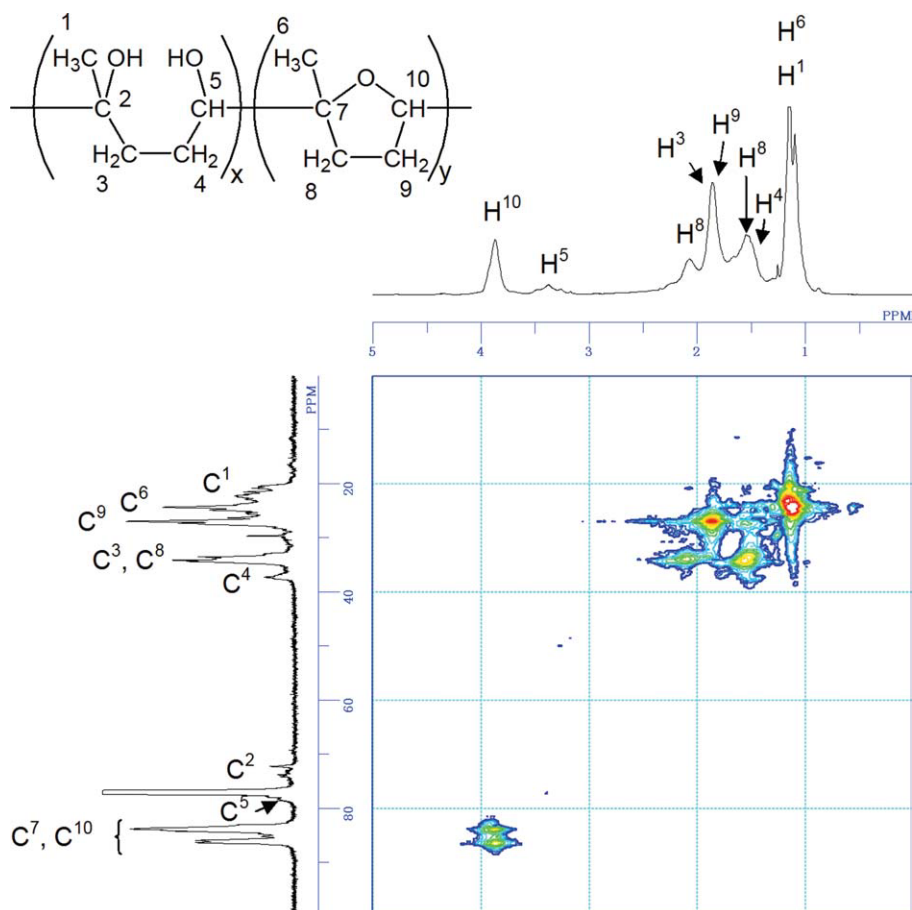 1
6
H₃C OH HO 5
H₃C O 10
2 CH
7 CH
H₂C CH₂ x
H₂C CH₂ y
3 4
8 9
H⁶
H¹
H⁹
H³
H⁸
H⁴
H¹⁰
H⁸
H⁵
PPM
5 4 3 2 1
PPM
20
40
60
80
C¹
C⁶
C⁹
C³, C⁸
C⁴
C²
C⁵
C⁷, C¹⁰ {